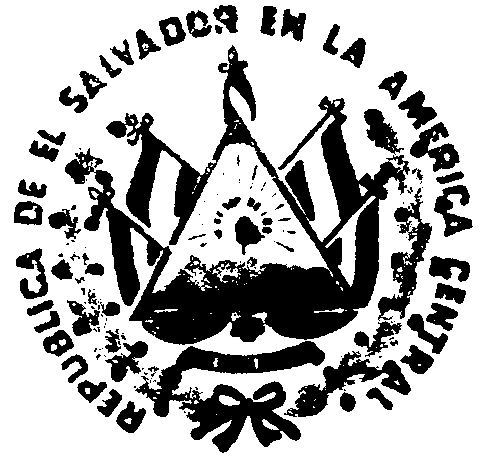 REPUBLICA DE EL SALVADOR EN LA AMERICA CENTRAL